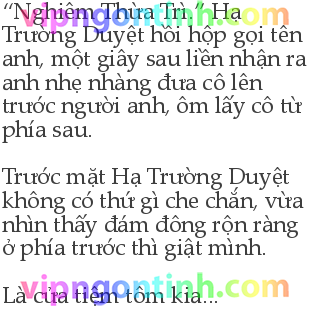 “Nghiêm Thừa Trì.” Hạ
Trường Duyệt hồi hộp gọi tên
anh, một giây sau liền nhận ra
anh nhẹ nhàng đưa cô lên
trước người anh, ôm lấy cô từ
phía sau.
Trước mặt Hạ Trường Duyệt
không có thứ gì che chắn, vừa
nhìn thấy đám đông rộn ràng
ở phía trước thì giật mình.
Là cửa tiệm tôm kia...
vipngontinh.com
vipngontinh.com